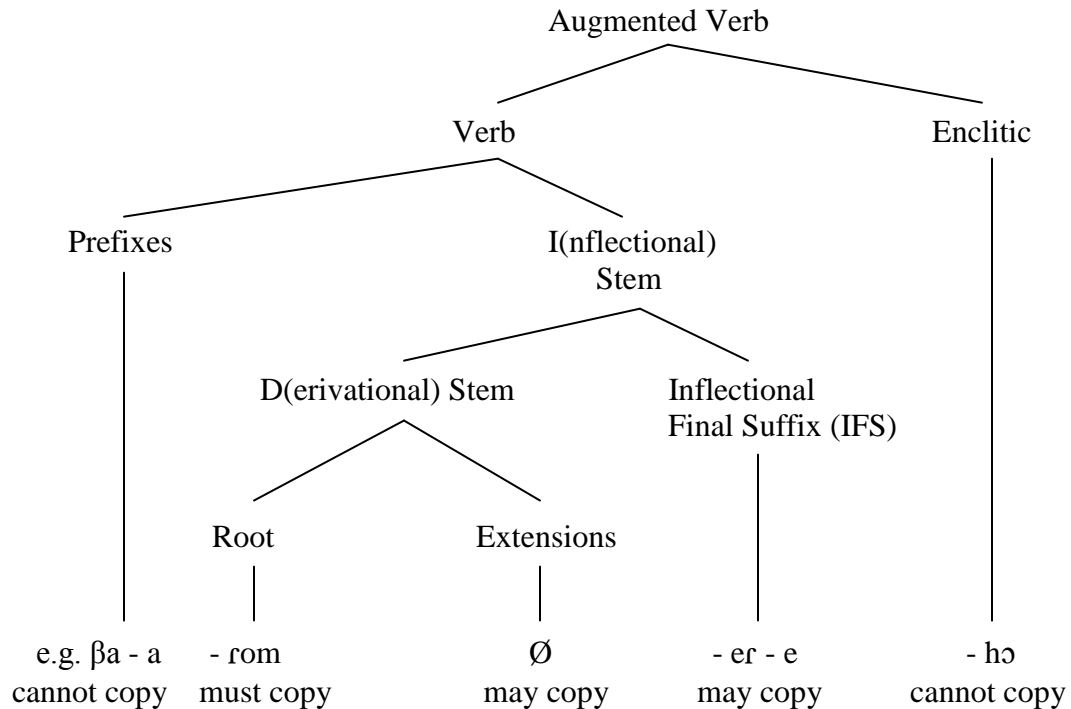 Augmented Verb
Verb Enclitic
Prefixes I(nflectional)
Stem
D(erivational) Stem Inflectional
Final Suffix (IFS)
Root Extensions
e.g. βa - a - ɾom Ø - eɾ - e - hɔ
cannot copy must copy may copy may copy cannot copy